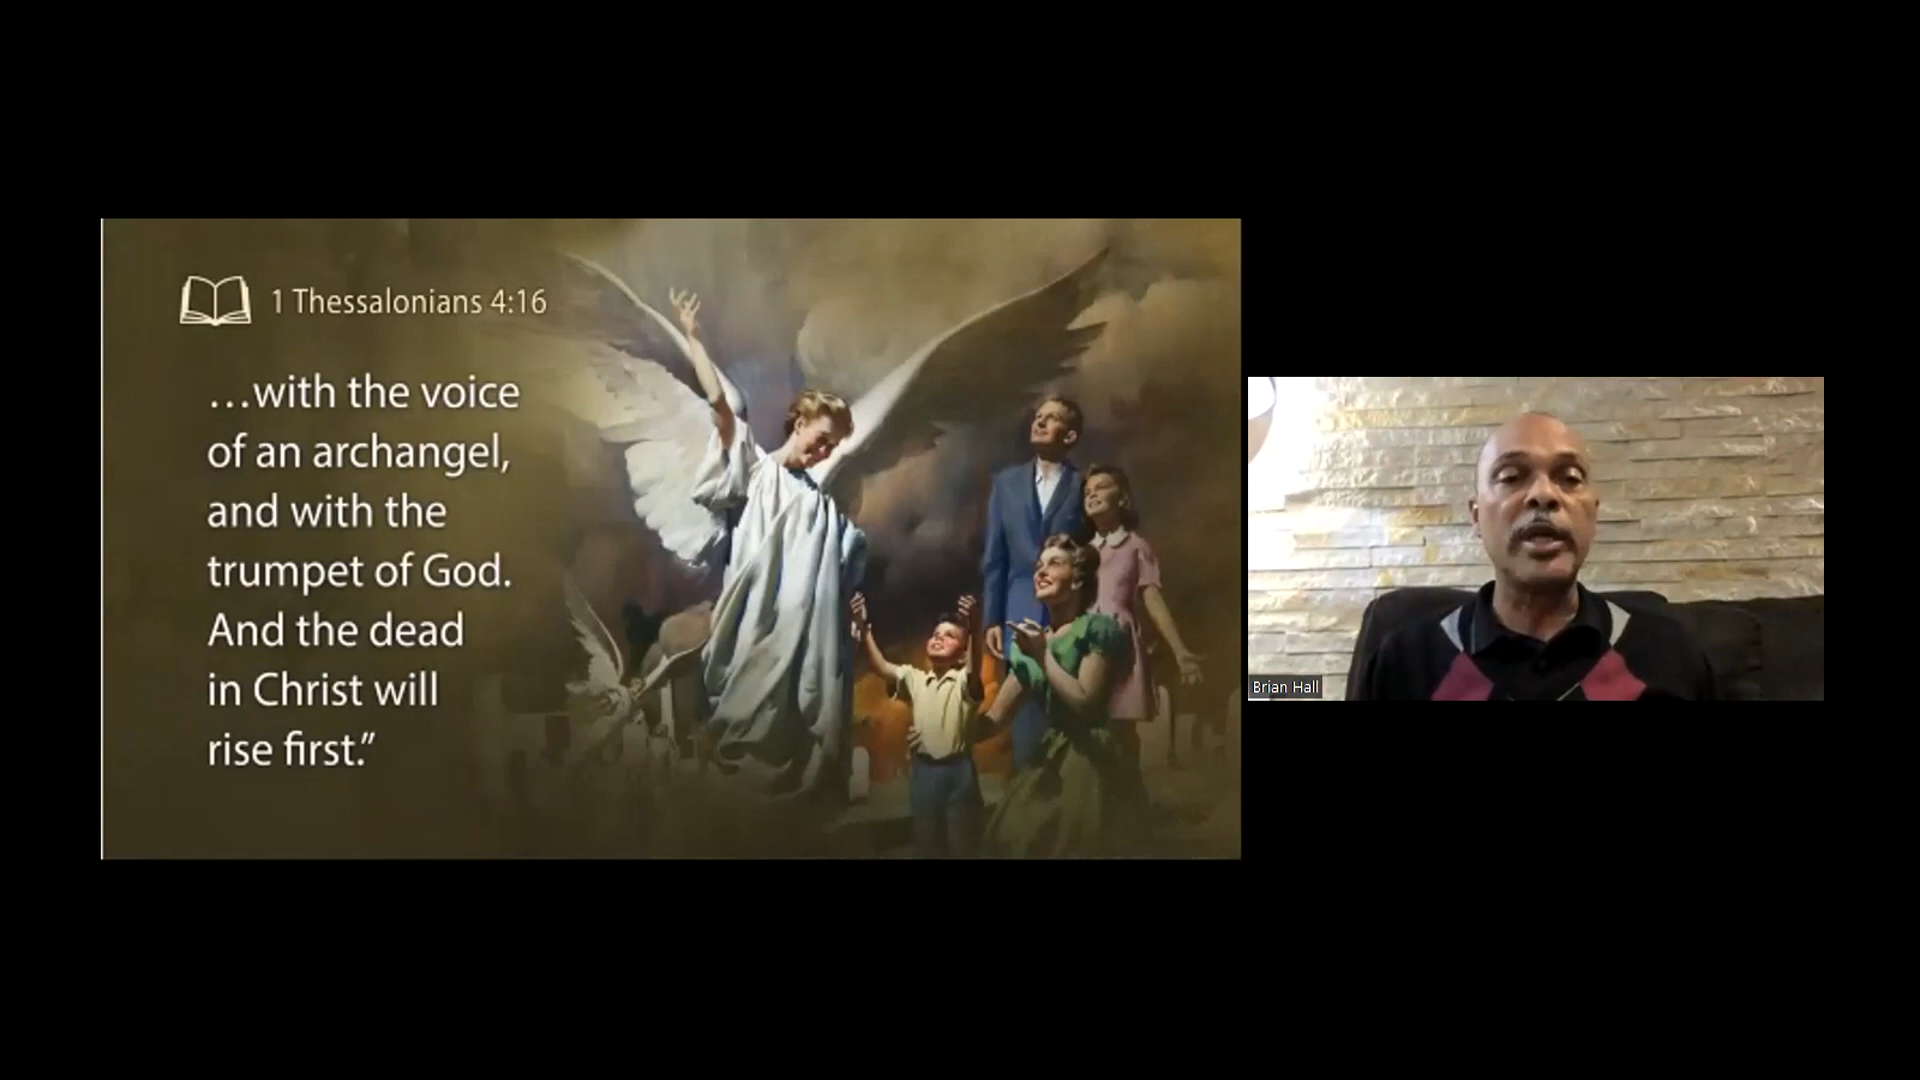 1 Thessalonians 4:16
…with the voice
of an archangel,
and with the
trumpet of God.
And the dead
in Christ will
rise first.”
Brian Hall